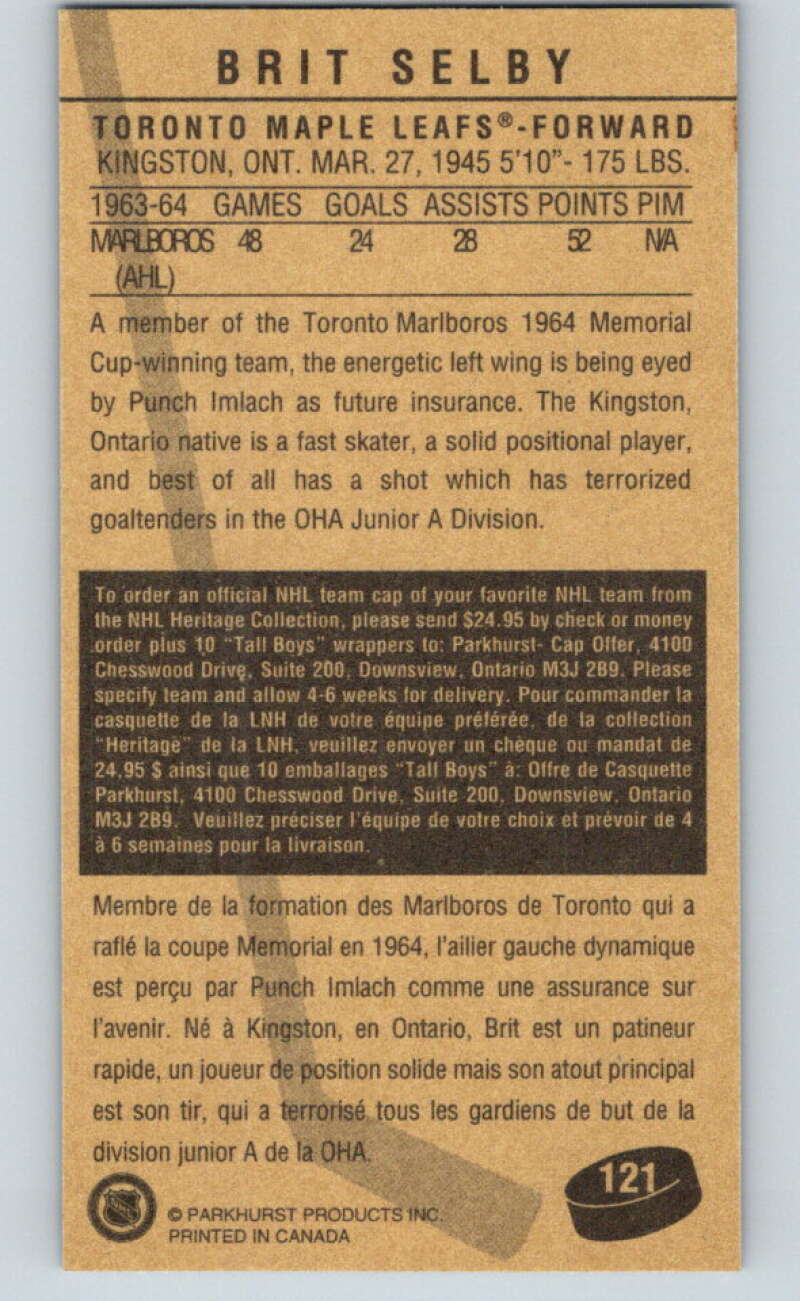 BRIT SELBY
TORONTO MAPLE LEAFS®-FORWARD
KINGSTON, ONT. MAR. 27, 1945 5'10"- 175 LBS.
1963-64 GAMES GOALS ASSISTS POINTS PIM
MARLBOROS 48 24 28 52 N/A
(AHL)
A member of the Toronto Marlboros 1964 Memorial
Cup-winning team, the energetic left wing is being eyed
by Punch Imlach as future insurance. The Kingston,
Ontario native is a fast skater, a solid positional player,
and best of all has a shot which has terrorized
goaltenders in the OHA Junior A Division.
To order an official NHL team cap of your favorite NHL team from
the NHL Heritage Collection, please send $24.95 by check or money
order plus 10 "Tall Boys" wrappers to: Parkhurst- Cap Offer, 4100
Chesswood Drive, Suite 200, Downsview, Ontario M3J 2B9. Please
specify team and allow 4-6 weeks for delivery. Pour commander la
casquette de la LNH de votre équipe préférée, de la collection
"Heritage" de la LNH, veuillez envoyer un chèque ou mandat de
24,95 $ ainsi que 10 emballages "Tall Boys" à: Offre de Casquette
Parkhurst, 4100 Chesswood Drive, Suite 200, Downsview, Ontario
M3J 2B9. Veuillez préciser l'équipe de votre choix et prévoir de 4
à 6 semaines pour la livraison.
Membre de la formation des Marlboros de Toronto qui a
raflé la coupe Memorial en 1964, l'ailier gauche dynamique
est perçu par Punch Imlach comme une assurance sur
l'avenir. Né à Kingston, en Ontario, Brit est un patineur
rapide, un joueur de position solide mais son atout principal
est son tir, qui a terrorisé tous les gardiens de but de la
division junior A de la OHA.
121
NHL
© PARKHURST PRODUCTS INC.
PRINTED IN CANADA